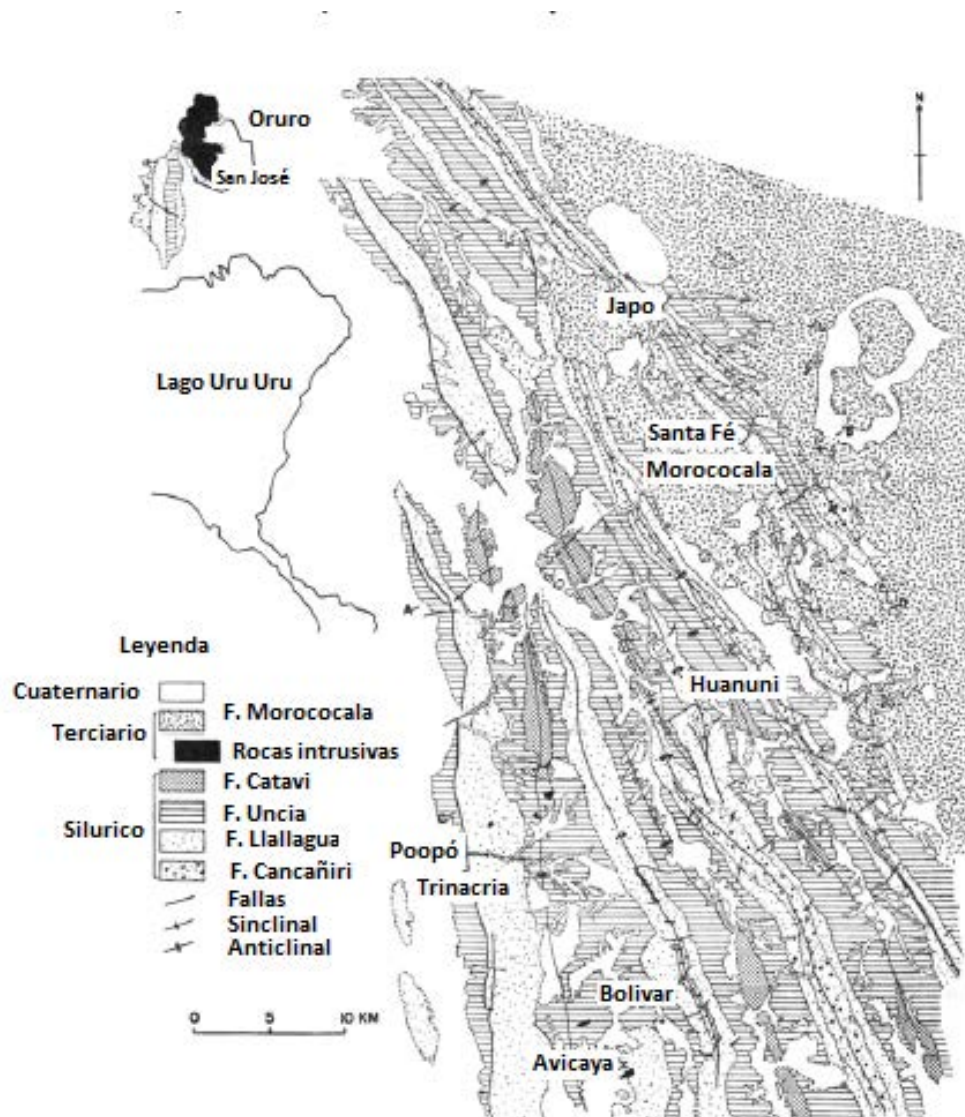 N
Oruro
San José
Japo
Lago Uru Uru
Santa Fé
Morococala
Leyenda
Huanuni
Cuaternario
F. Morococala
Terciario
Rocas intrusivas
F. Catavi
F. Uncia
Silurico
F. Llallagua
Poopó
F. Cancañiri
Trinacria
Fallas
Sinclinal
Anticlinal
Bolivar
0 5 10 KM
Avicaya